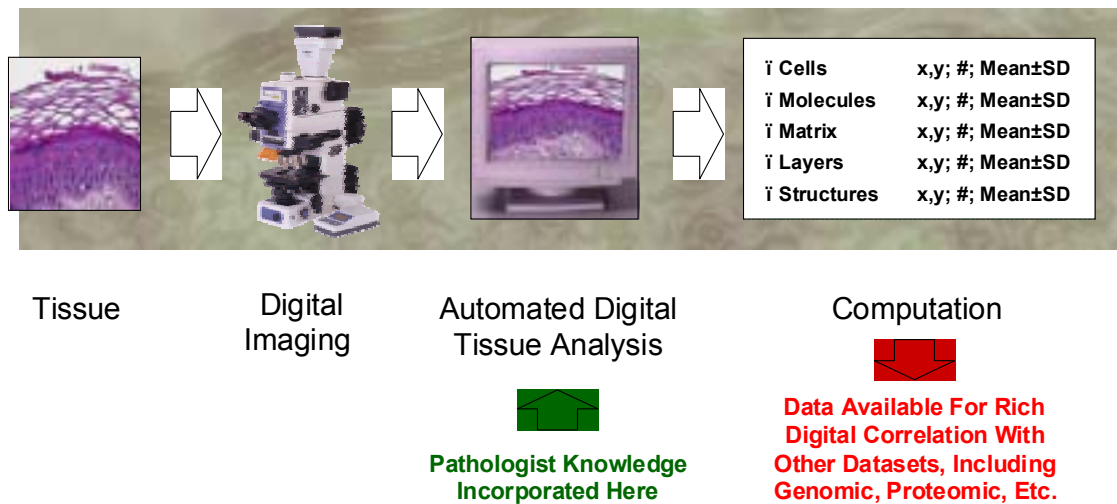 ï Cells x,y; #; Mean±SD
ï Molecules x,y; #; Mean±SD
ï Matrix x,y; #; Mean±SD
ï Layers x,y; #; Mean±SD
ï Structures x,y; #; Mean±SD
Tissue
Digital
Imaging
Automated Digital
Tissue Analysis
Computation
Pathologist Knowledge
Incorporated Here
Data Available For Rich
Digital Correlation With
Other Datasets, Including
Genomic, Proteomic, Etc.